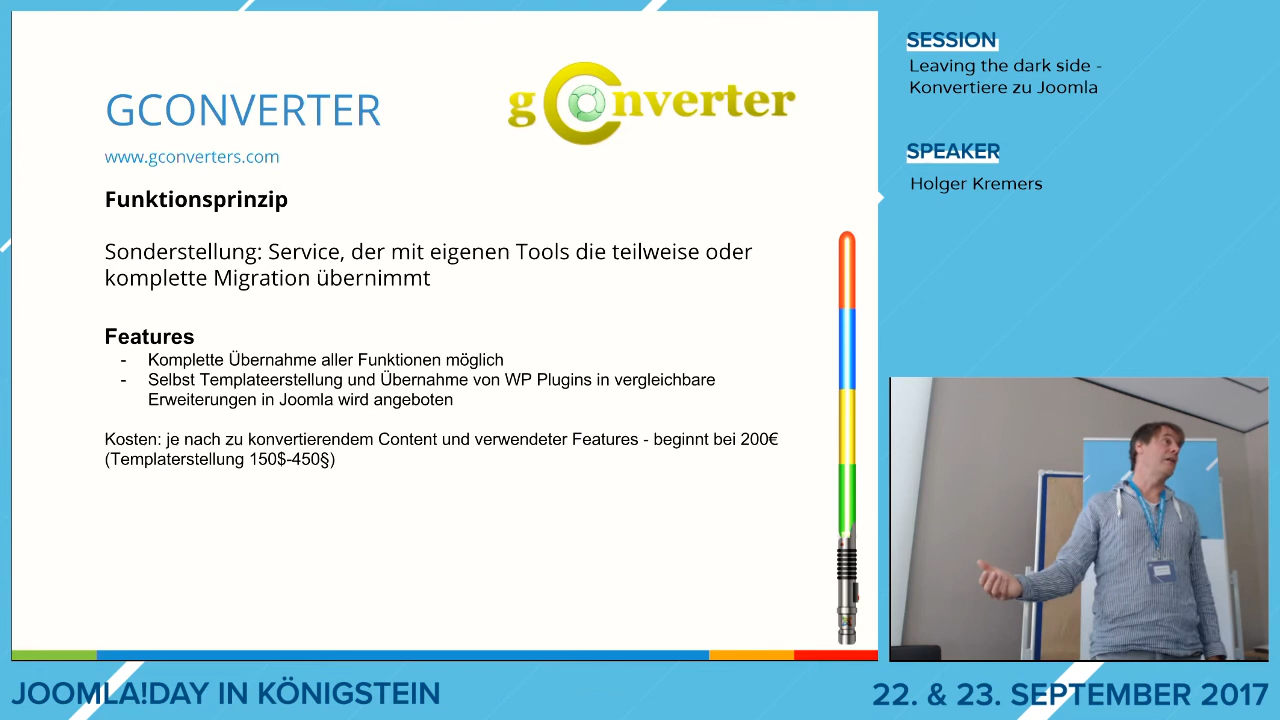 GCONVERTER
gConverter
www.gconverters.com
Funktionsprinzip
Sonderstellung: Service, der mit eigenen Tools die teilweise oder
komplette Migration übernimmt
Features
- Komplette Übernahme aller Funktionen möglich
- Selbst Templateerstellung und Übernahme von WP Plugins in vergleichbare
Erweiterungen in Joomla wird angeboten
Kosten: je nach zu konvertierendem Content und verwendeter Features - beginnt bei 200€
(Templaterstellung 150$-450§)
SESSION
Leaving the dark side -
Konvertiere zu Joomla
SPEAKER
Holger Kremers
JOOMLA!DAY IN KÖNIGSTEIN
22. & 23. SEPTEMBER 2017